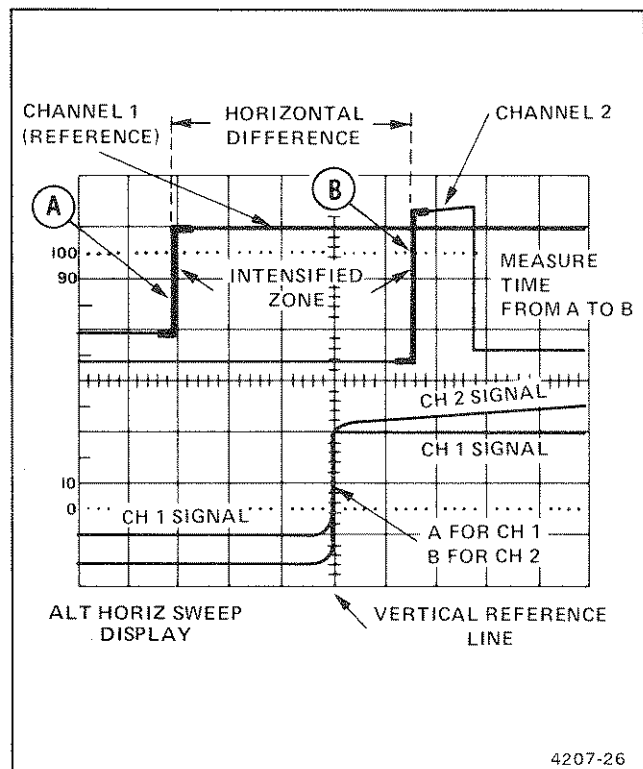 CHANNEL 1
(REFERENCE)
HORIZONTAL
DIFFERENCE
CHANNEL 2
A
B
100
90
INTENSIFIED
ZONE
MEASURE
TIME
FROM A TO B
CH 2 SIGNAL
CH 1 SIGNAL
10
0
CH 1 SIGNAL
A FOR CH 1
B FOR CH 2
ALT HORIZ SWEEP
DISPLAY
VERTICAL REFERENCE
LINE
4207-26